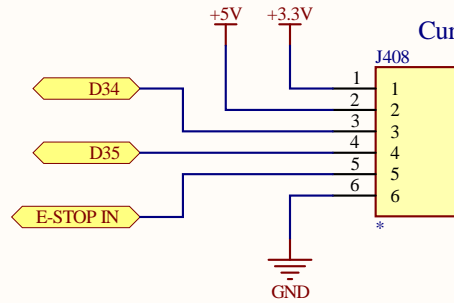 +5V +3.3V
Cur
J408
1 1
2 2
D34 3 3
D35 4 4
5 5
6 6
E-STOP IN
*
GND